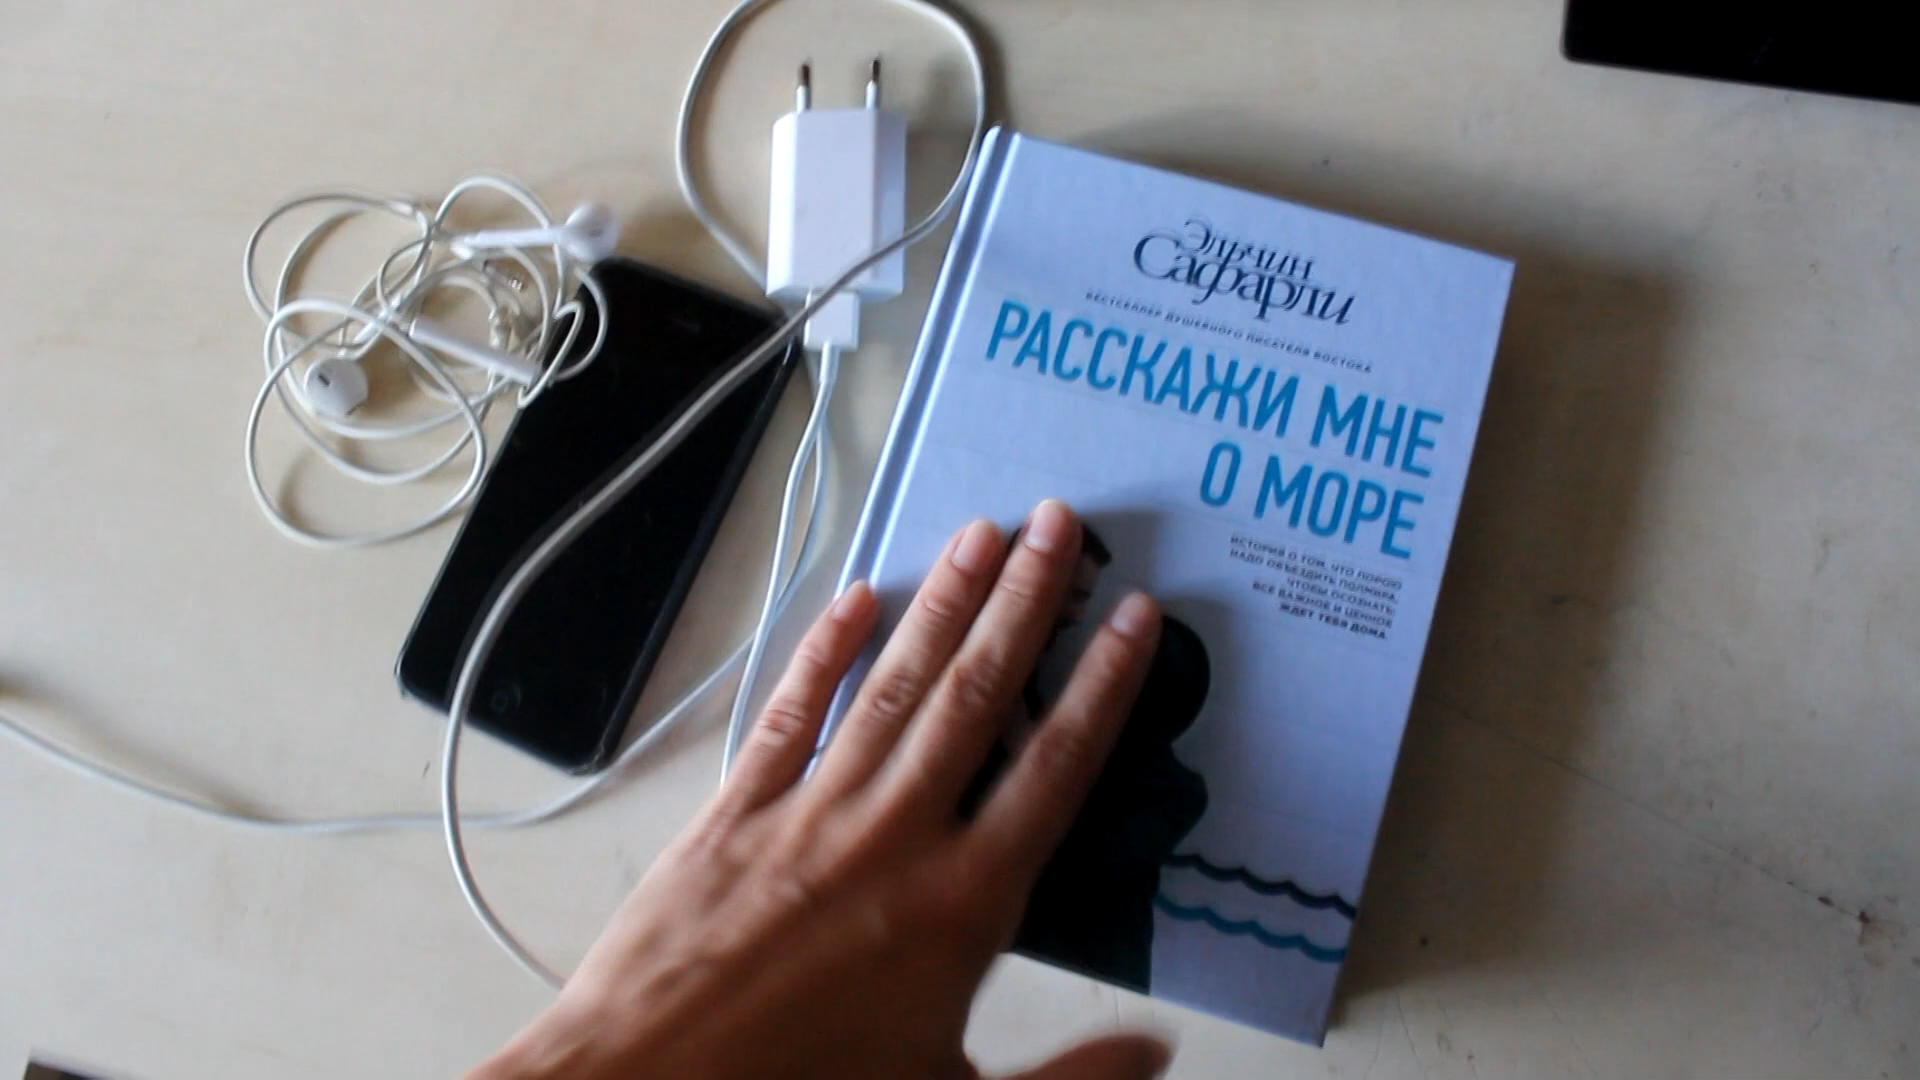 Эльчин
Сафарли
БЕСТСЕЛЛЕР ДУШЕВНОГО ПИСАТЕЛЯ ВОСТОКА
РАССКАЖИ МНЕ
О МОРЕ
ИСТОРИЯ О ТОМ, ЧТО ПОРОЮ
НАДО ОБЪЕЗДИТЬ ПОЛМИРА,
ЧТОБЫ ОСОЗНАТЬ:
ВСЕ ВАЖНОЕ И ЦЕННОЕ
ЖДЕТ ТЕБЯ ДОМА.